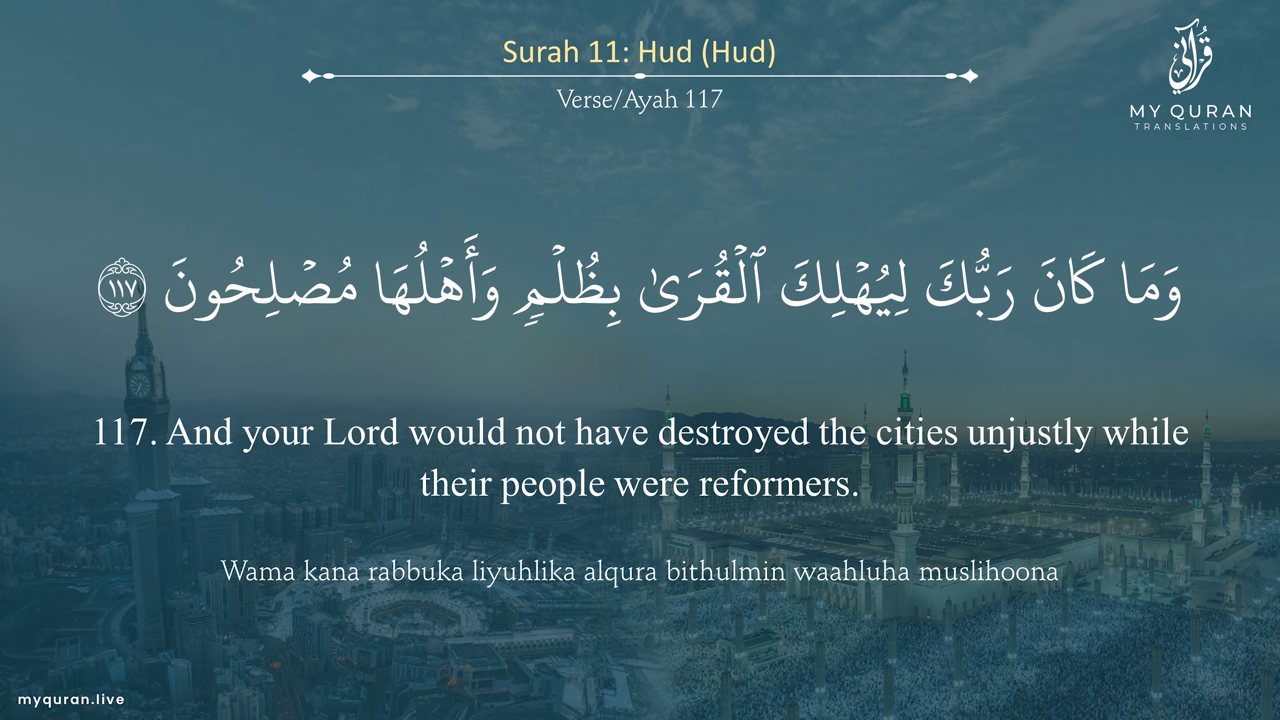 Surah 11: Hud (Hud)
Verse/Ayah 117
قرآني
MY QURAN
TRANSLATIONS
وَمَا كَانَ رَبُّكَ لِيُهْلِكَ ٱلْقُرَىٰ بِظُلْمٍ وَأَهْلُهَا مُصْلِحُونَ ١١٧
117. And your Lord would not have destroyed the cities unjustly while
their people were reformers.
Wama kana rabbuka liyuhlika alqura bithulmin waahluha muslihoona
myquran.live